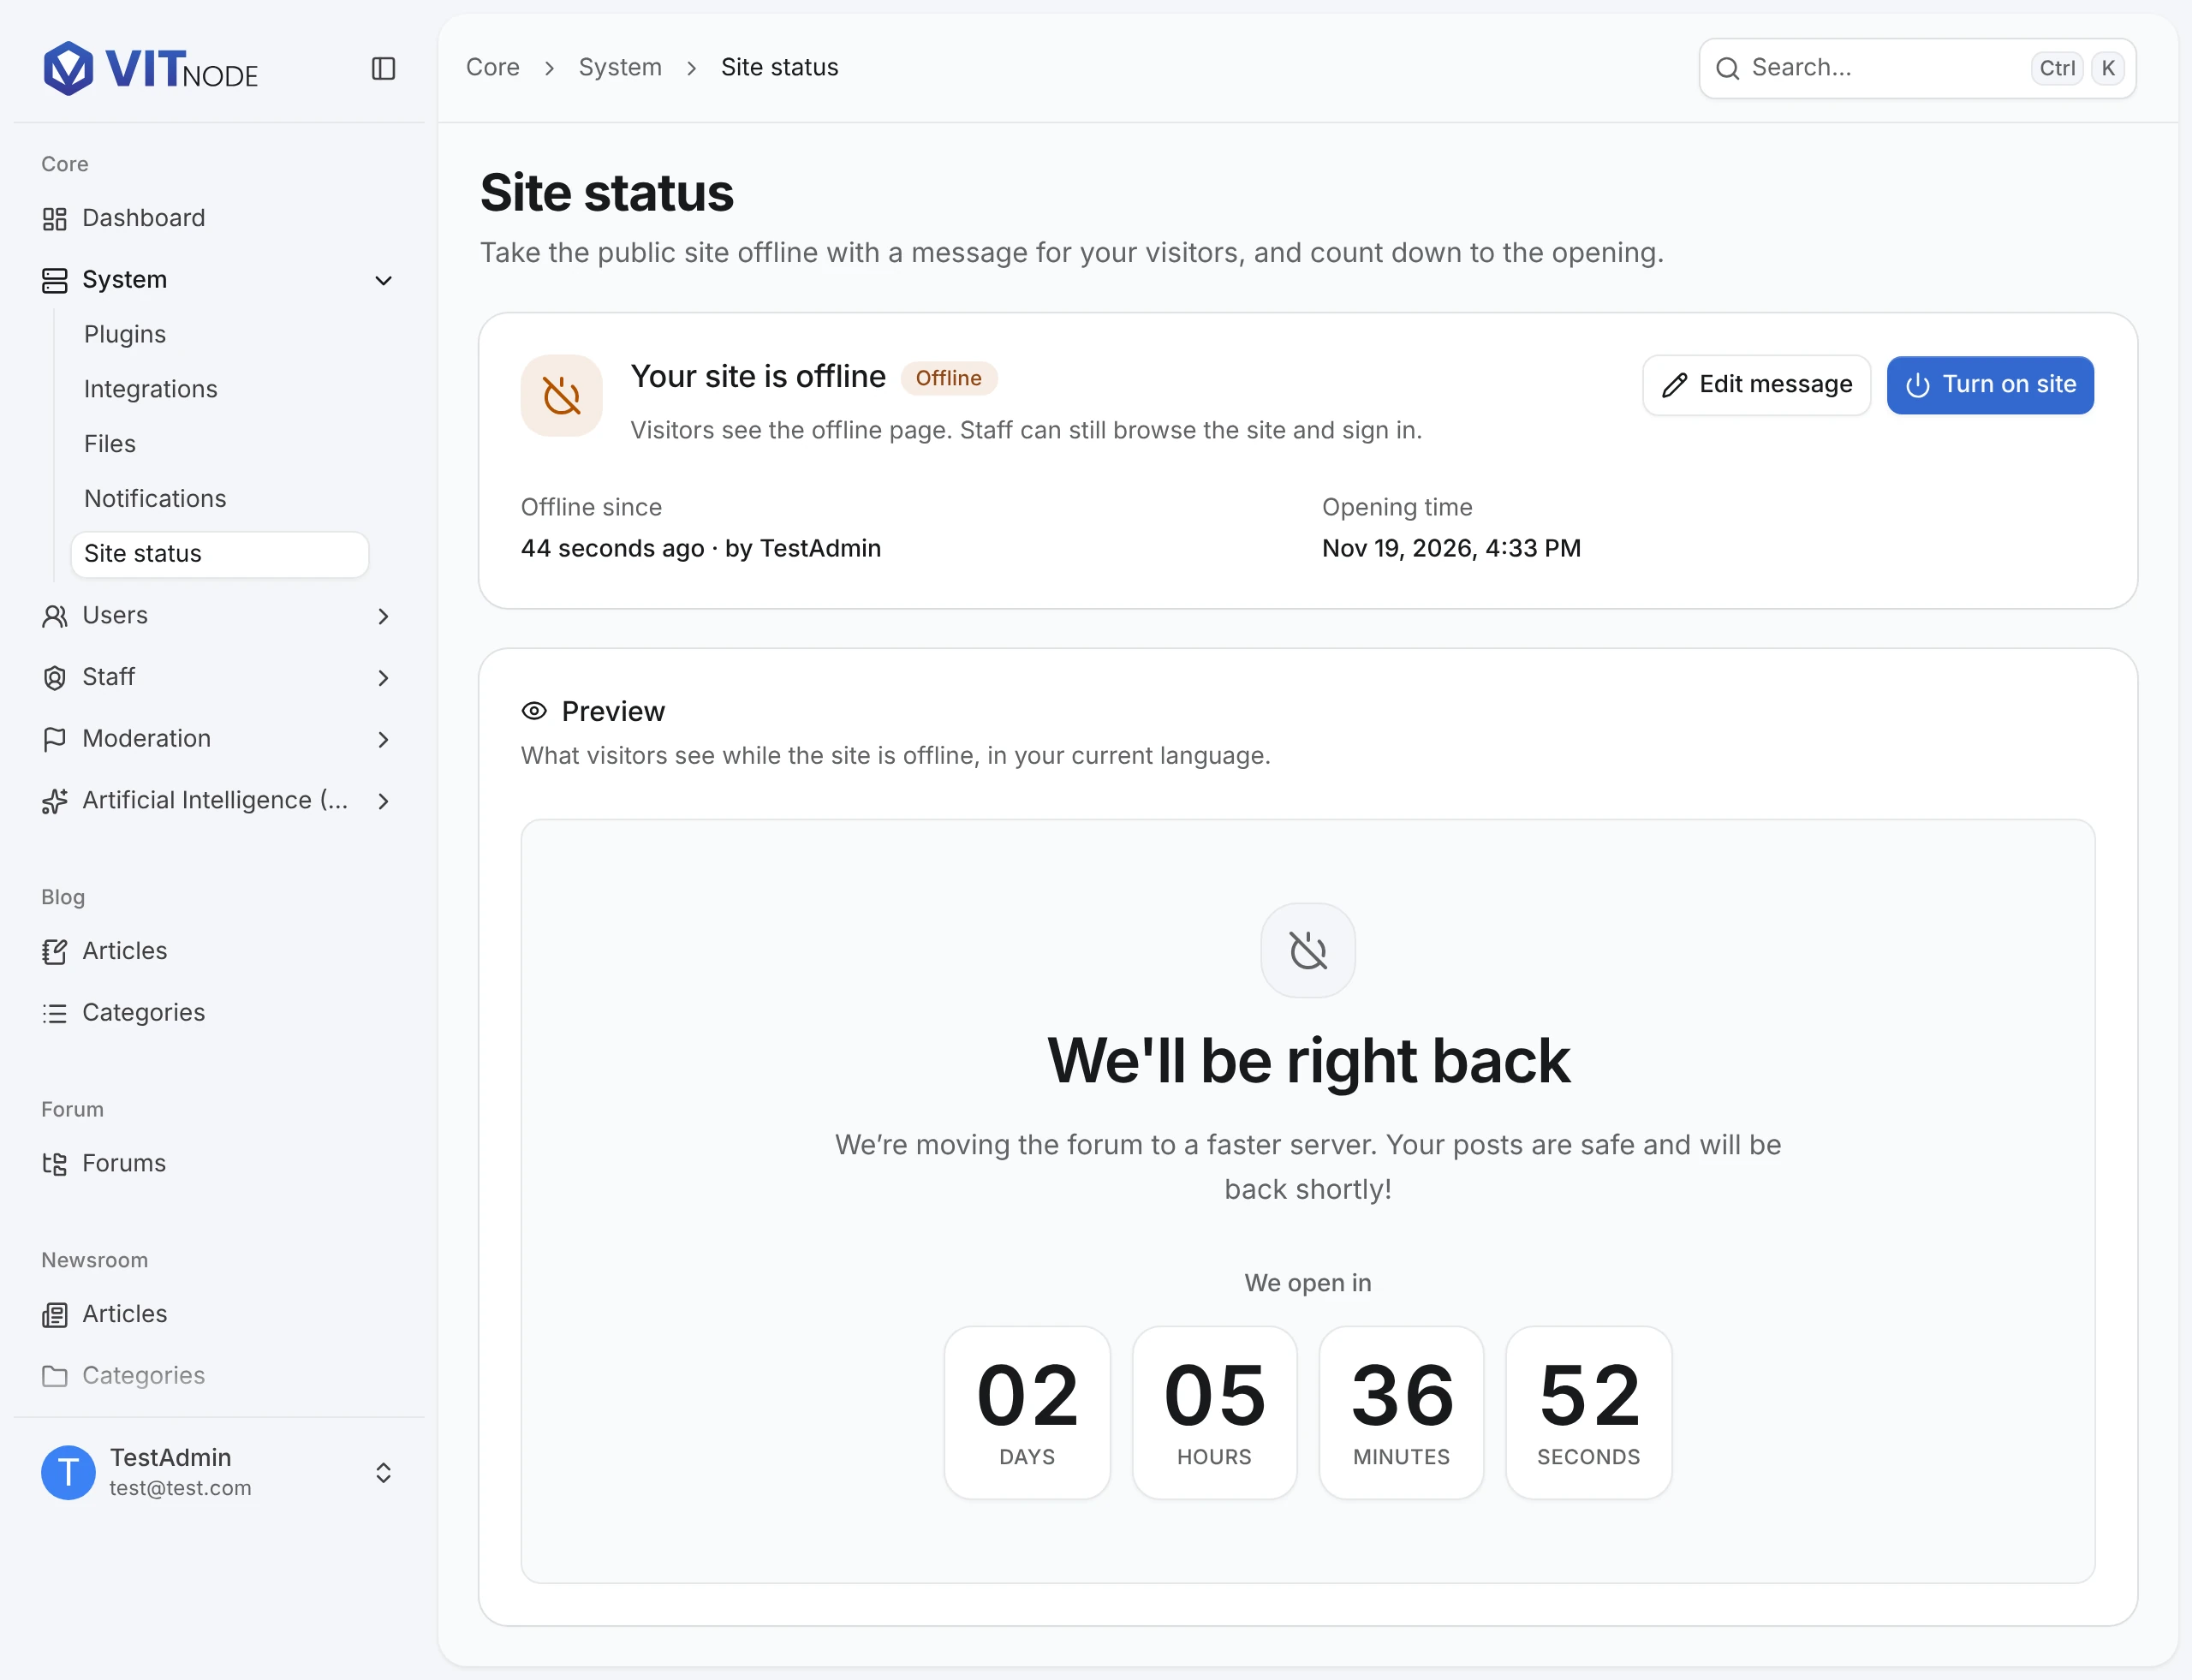 VITNODE
Core
Dashboard
System
Plugins
Integrations
Files
Notifications
Site status
Users
Staff
Moderation
Artificial Intelligence (...
Blog
Articles
Categories
Forum
Forums
Newsroom
Articles
Categories
T
TestAdmin
test@test.com
Core > System > Site status
Search...
Ctrl K
Site status
Take the public site offline with a message for your visitors, and count down to the opening.
Your site is offline Offline
Visitors see the offline page. Staff can still browse the site and sign in.
Edit message
Turn on site
Offline since
44 seconds ago · by TestAdmin
Opening time
Nov 19, 2026, 4:33 PM
Preview
What visitors see while the site is offline, in your current language.
We'll be right back
We’re moving the forum to a faster server. Your posts are safe and will be
back shortly!
We open in
02 05 36 52
DAYS HOURS MINUTES SECONDS